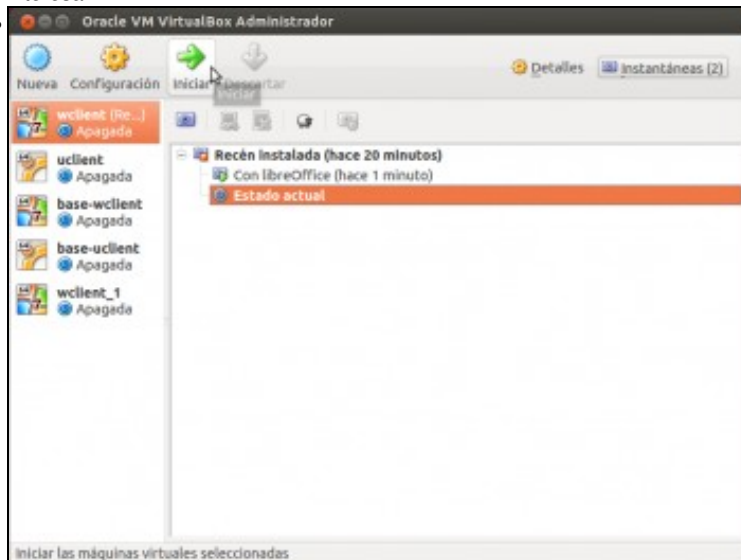 Oracle VM VirtualBox Administrador
Nueva Configuración Iniciar Descartar
Iniciar
Detalles Instantáneas (2)
wclient (Re...)
Apagada
uclient
Apagada
base-wclient
Apagada
base-uclient
Apagada
wclient_1
Apagada
Recén Instalada (hace 20 minutos)
Con libreOffice (hace 1 minuto)
Estado actual
Iniciar las máquinas virtuales seleccionadas